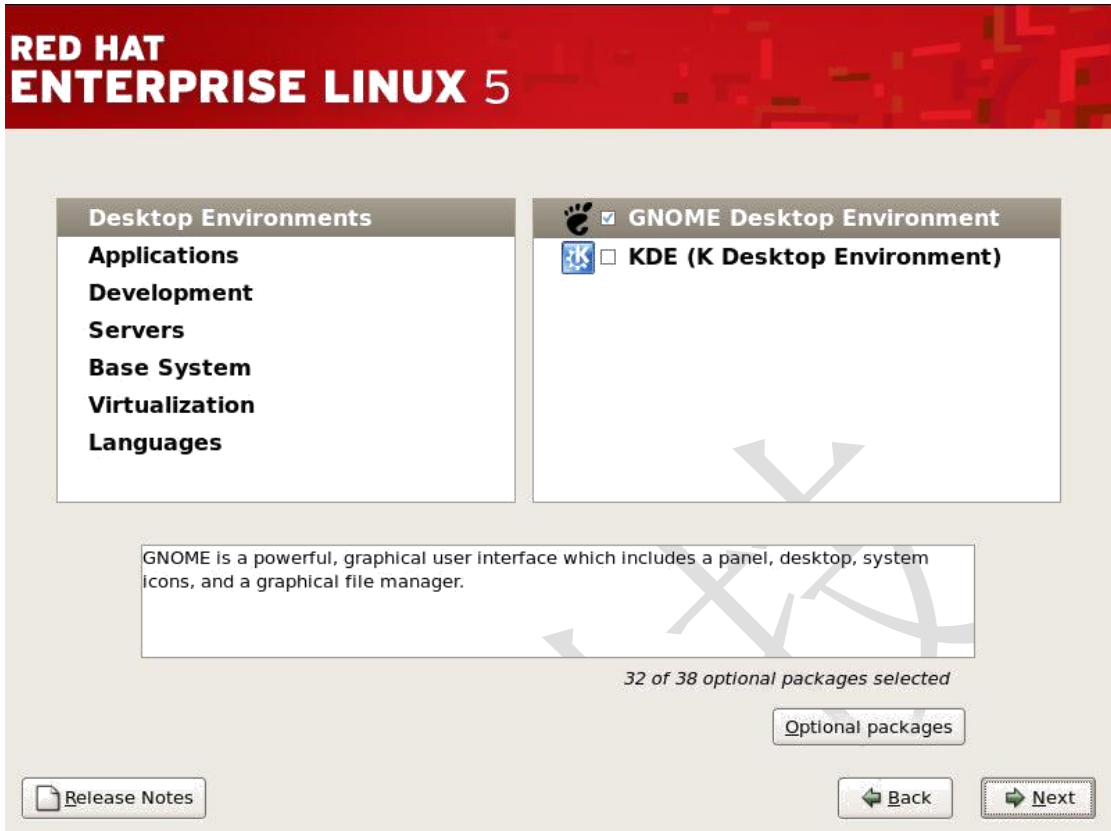 RED HAT
ENTERPRISE LINUX 5
Desktop Environments
Applications
Development
Servers
Base System
Virtualization
Languages
GNOME Desktop Environment
KDE (K Desktop Environment)
GNOME is a powerful, graphical user interface which includes a panel, desktop, system
icons, and a graphical file manager.
32 of 38 optional packages selected
Optional packages
Release Notes
Back
Next